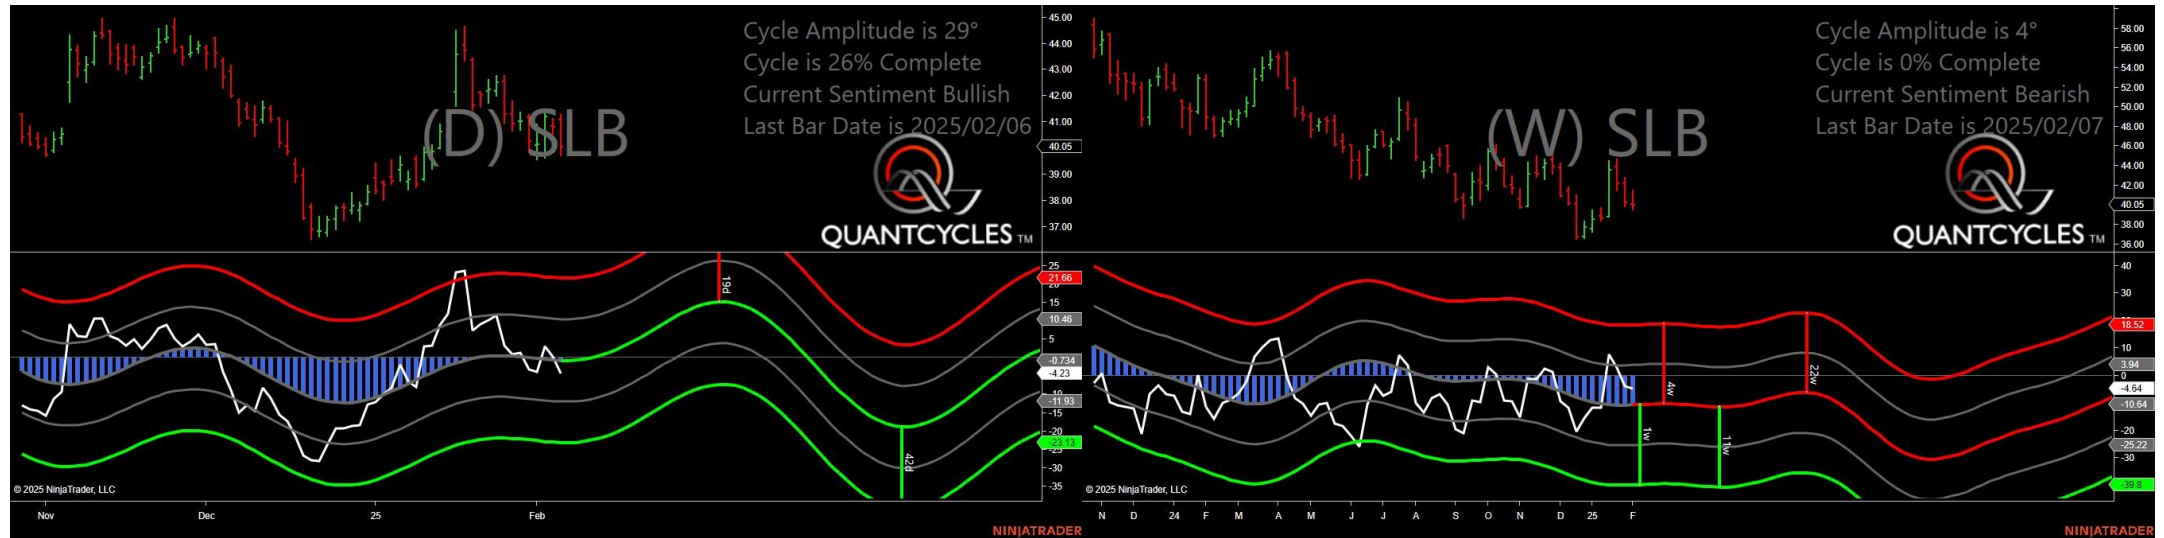 Cycle Amplitude is 29°
Cycle is 26% Complete
Current Sentiment Bullish
Last Bar Date is 2025/02/06
(D) SLB
QUANTCYCLES TM
45.00
44.00
43.00
42.00
41.00
40.05
39.00
38.00
37.00
25
21.66
15
10.46
5
-0.734
-4.23
-11.93
-15
-20
-23.13
-30
-35
19d
42d
© 2025 NinjaTrader, LLC
Nov
Dec
25
Feb
NINJATRADER
Cycle Amplitude is 4°
Cycle is 0% Complete
Current Sentiment Bearish
Last Bar Date is 2025/02/07
(W) SLB
QUANTCYCLES TM
58.00
56.00
54.00
52.00
50.00
48.00
46.00
44.00
42.00
40.05
38.00
36.00
40
30
18.52
10
3.94
0
-4.64
-10.64
-20
-25.22
-30
-39.8
4w
22w
1w
11w
© 2025 NinjaTrader, LLC
N
D
24
F
M
A
M
J
J
A
S
O
N
D
25
F
NINJATRADER